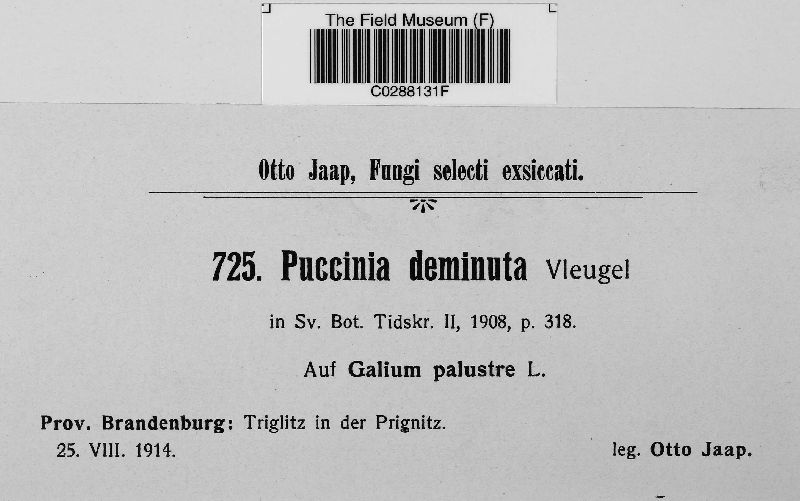 The Field Museum (F)
C0288131F
Otto Jaap, Fungi selecti exsiccati.
725. Puccinia deminuta Vleugel
in Sv. Bot. Tidskr. II, 1908, p. 318.
Auf Galium palustre L.
Prov. Brandenburg: Triglitz in der Prignitz.
25. VIII. 1914. leg. Otto Jaap.